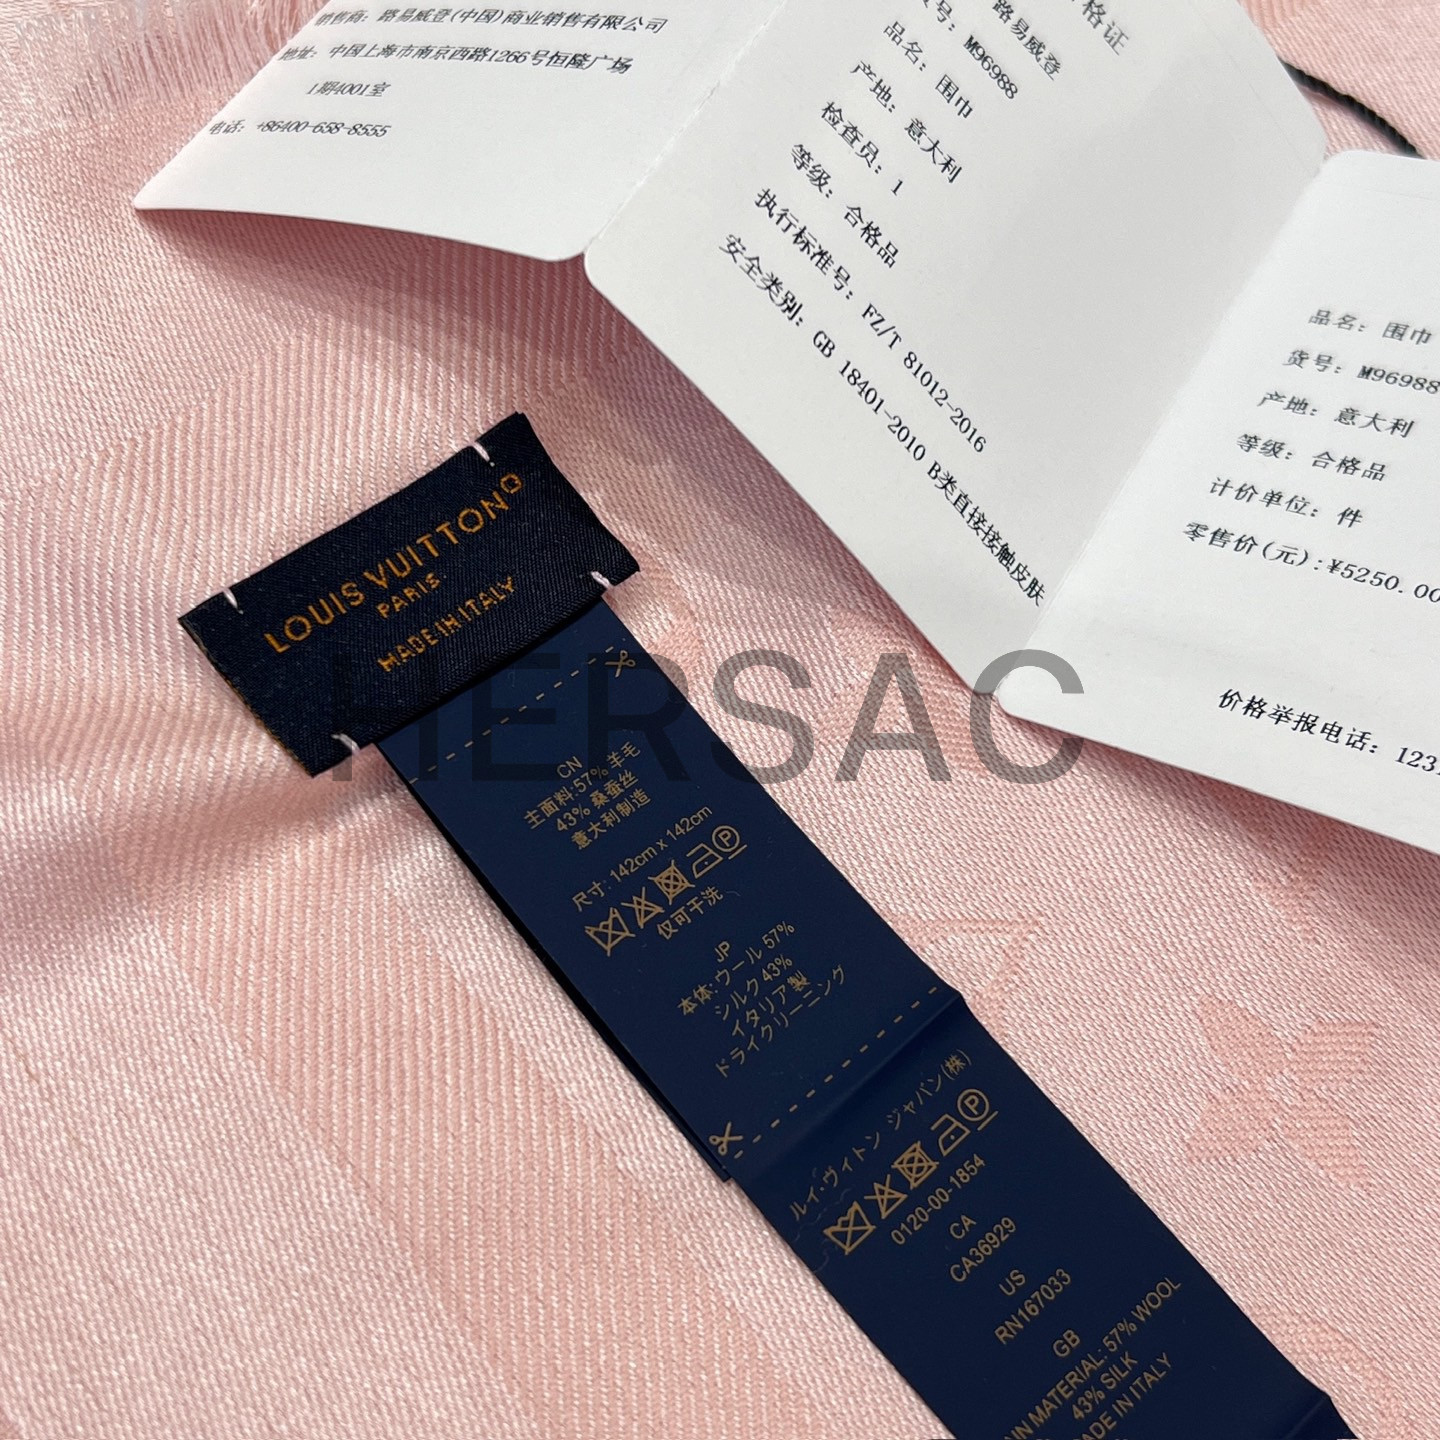 销售商：路易威登(中国)商业销售有限公司
地址：中国上海市南京西路1266号恒隆广场
1期4001室
电话：+86400-658-8555
格证
路易威登
货号：M96988
品名：围巾
产地：意大利
检查员：1
等级：合格品
执行标准号：FZ/T 81012-2016
安全类别：GB 18401-2010 B类直接接触皮肤
品名：围巾
货号：M96988
产地：意大利
等级：合格品
计价单位：件
零售价(元):¥5250.00
价格举报电话：1231
LOUIS VUITTON
PARIS
MADE IN ITALY
HERSAC
CN
主面料:57% 羊毛
43% 桑蚕丝
意大利制造
尺寸: 142cm x 142cm
P
仅可干洗
JP
本体:ウール 57%
シルク 43%
イタリア製
ドライクリーニング
ルイ・ヴィトン ジャパン(株)
P
0120-00-1854
CA
CA36929
US
RN167033
GB
MATERIAL: 57% WOOL
43% SILK
MADE IN ITALY